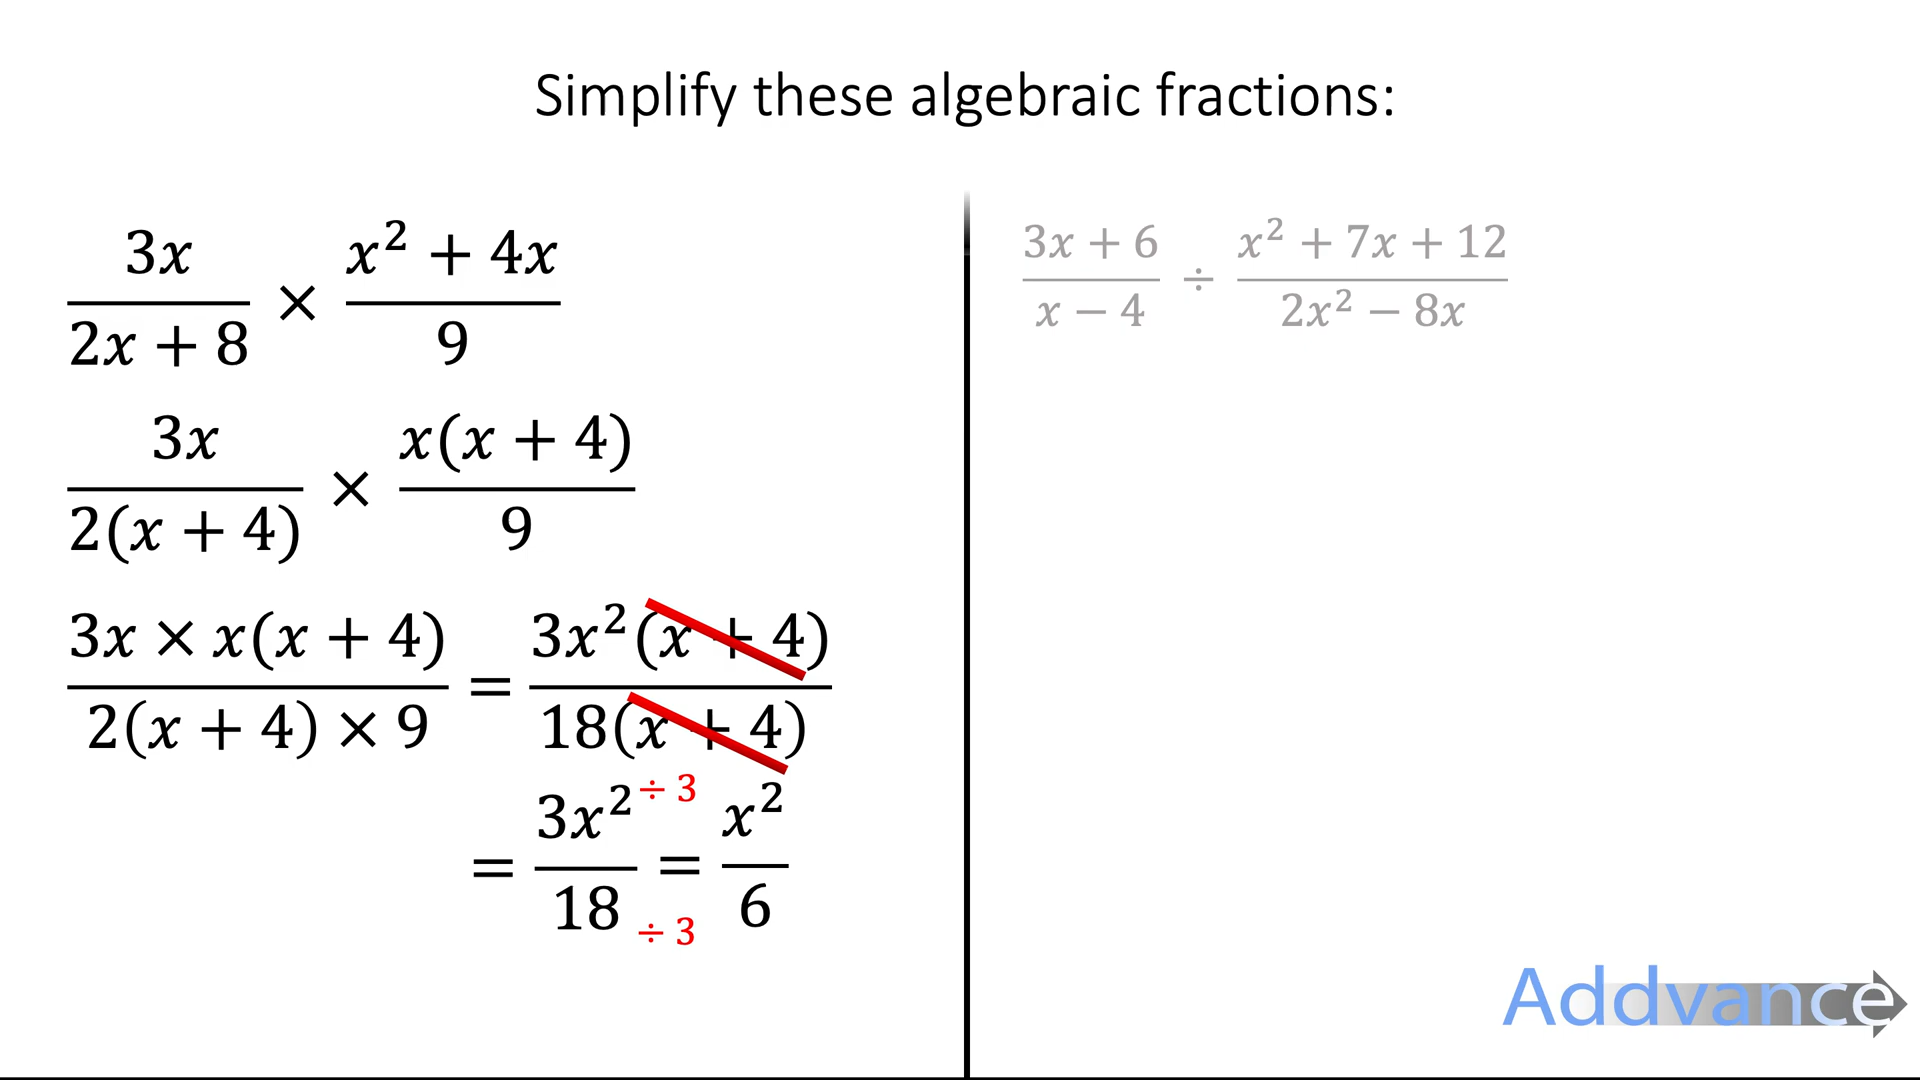 Simplify these algebraic fractions:
3x/(2x + 8) × (x² + 4x)/9
3x/(2(x + 4)) × x(x + 4)/9
(3x × x(x + 4))/(2(x + 4) × 9) = 3x²(x + 4)/18(x + 4)
= 3x²/18 = x²/6
÷ 3
÷ 3
(3x + 6)/(x − 4) ÷ (x² + 7x + 12)/(2x² − 8x)
Addvance